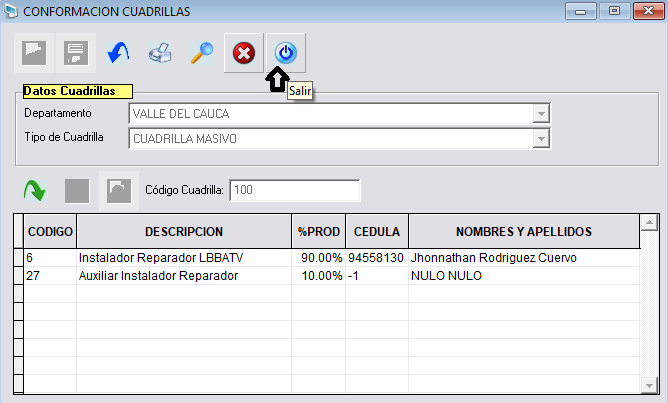 CONFORMACION CUADRILLAS
Salir
Datos Cuadrillas
Departamento VALLE DEL CAUCA
Tipo de Cuadrilla CUADRILLA MASIVO
Código Cuadrilla: 100
CODIGO DESCRIPCION %PROD CEDULA NOMBRES Y APELLIDOS
6 Instalador Reparador LBBATV 90.00% 94558130 Jhonnathan Rodriguez Cuervo
27 Auxiliar Instalador Reparador 10.00% -1 NULO NULO